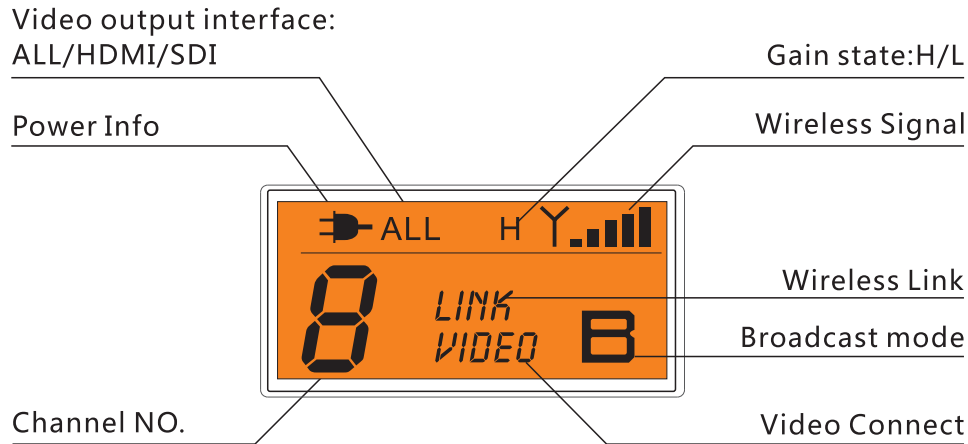 Video output interface:
ALL/HDMI/SDI
Gain state:H/L
Power Info
Wireless Signal
ALL H
LINK
VIDEO
8
B
Wireless Link
Broadcast mode
Channel NO.
Video Connect